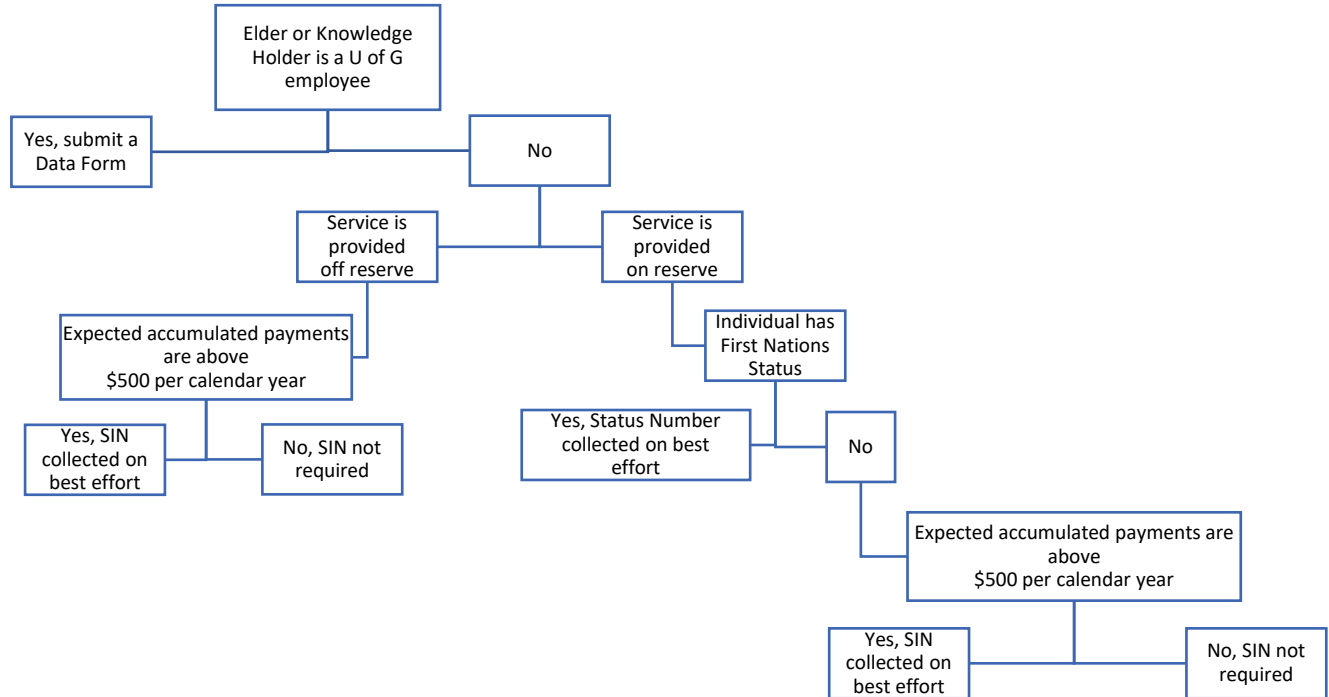 Elder or Knowledge
Holder is a U of G
employee
Yes, submit a
Data Form
No
Service is
provided
off reserve
Service is
provided
on reserve
Expected accumulated payments
are above
$500 per calendar year
Individual has
First Nations
Status
Yes, SIN
collected on
best effort
No, SIN not
required
Yes, Status Number
collected on best
effort
No
Expected accumulated payments are
above
$500 per calendar year
Yes, SIN
collected on
best effort
No, SIN not
required